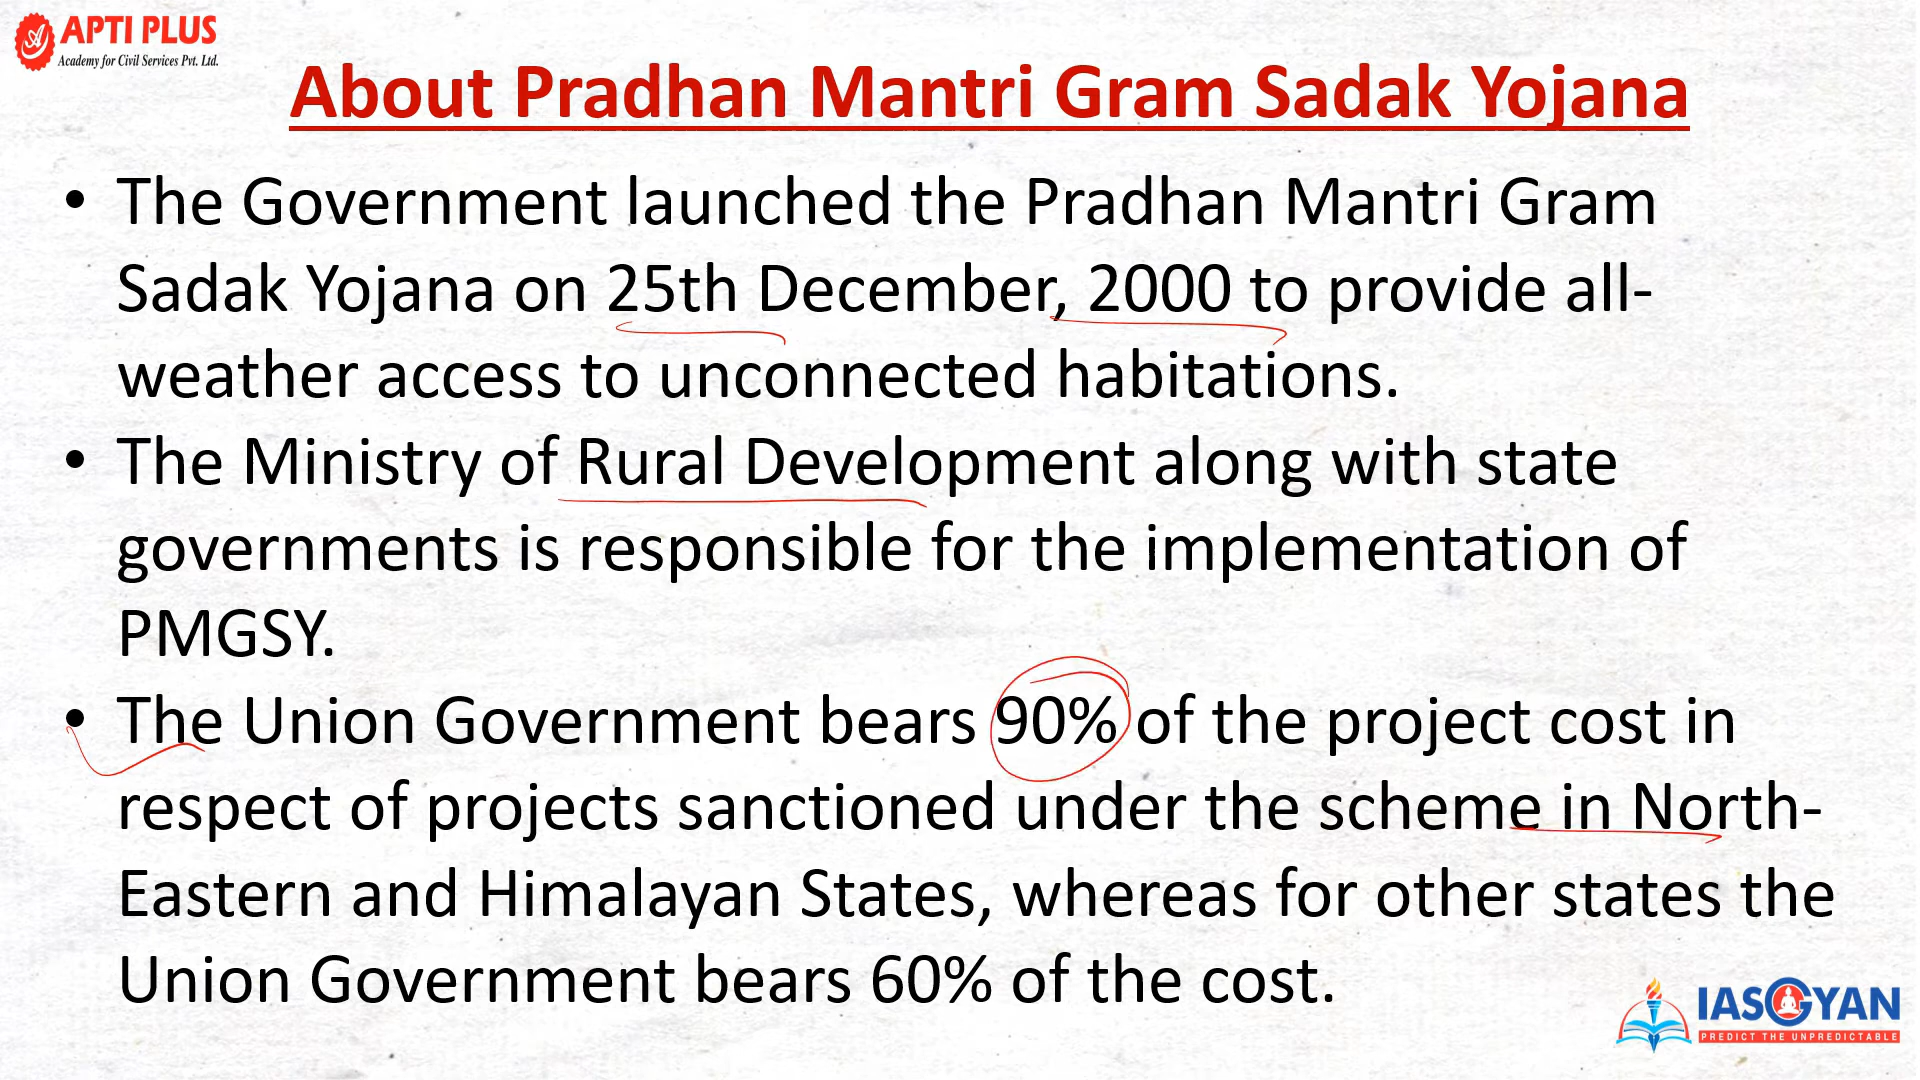 APTI PLUS
Academy for Civil Services Pvt. Ltd.
About Pradhan Mantri Gram Sadak Yojana
• The Government launched the Pradhan Mantri Gram
Sadak Yojana on 25th December, 2000 to provide all-
weather access to unconnected habitations.
• The Ministry of Rural Development along with state
governments is responsible for the implementation of
PMGSY.
• The Union Government bears 90% of the project cost in
respect of projects sanctioned under the scheme in North-
Eastern and Himalayan States, whereas for other states the
Union Government bears 60% of the cost.
IASGYAN
PREDICT THE UNPREDICTABLE